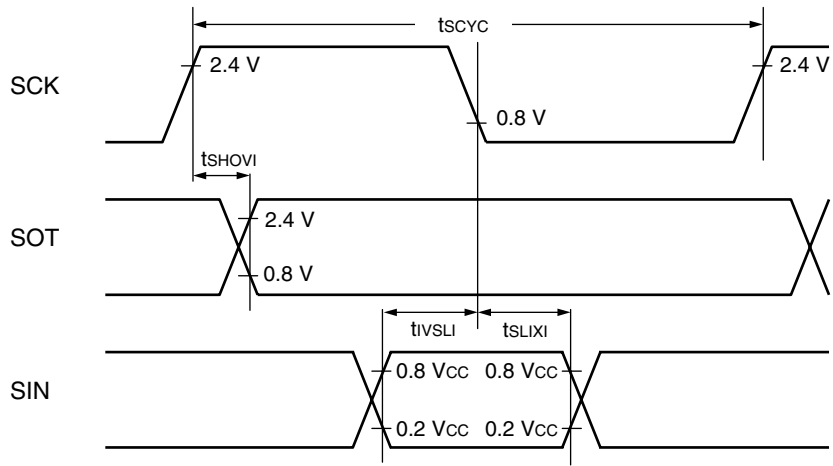 tSCYC
SCK
2.4 V
2.4 V
0.8 V
tSHOVI
SOT
2.4 V
0.8 V
tIVSLI
tSLIXI
SIN
0.8 VCC
0.8 VCC
0.2 VCC
0.2 VCC